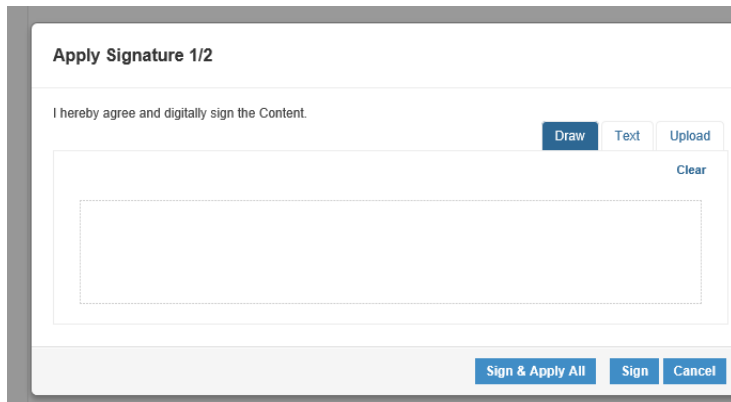 Apply Signature 1/2
I hereby agree and digitally sign the Content.
Draw Text Upload
Clear
Sign & Apply All Sign Cancel